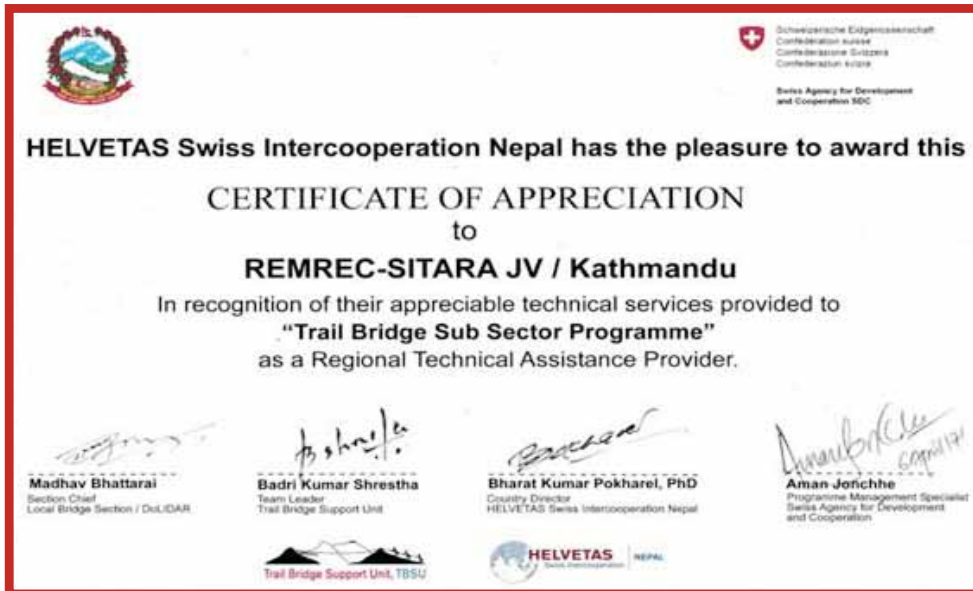 Schweizerische Eidgenossenschaft
Confédération suisse
Confederazione Svizzera
Confederaziun svizra
Swiss Agency for Development
and Cooperation SDC
HELVETAS Swiss Intercooperation Nepal has the pleasure to award this
CERTIFICATE OF APPRECIATION
to
REMREC-SITARA JV / Kathmandu
In recognition of their appreciable technical services provided to
"Trail Bridge Sub Sector Programme"
as a Regional Technical Assistance Provider.
Madhav Bhattarai
Section Chief
Local Bridge Section / DoLIDAR
Badri Kumar Shrestha
Team Leader
Trail Bridge Support Unit
Bharat Kumar Pokharel, PhD
Country Director
HELVETAS Swiss Intercooperation Nepal
Aman Jonchhe
Programme Management Specialist
Swiss Agency for Development
and Cooperation
Trail Bridge Support Unit, TBSU
HELVETAS NEPAL
Swiss Intercooperation